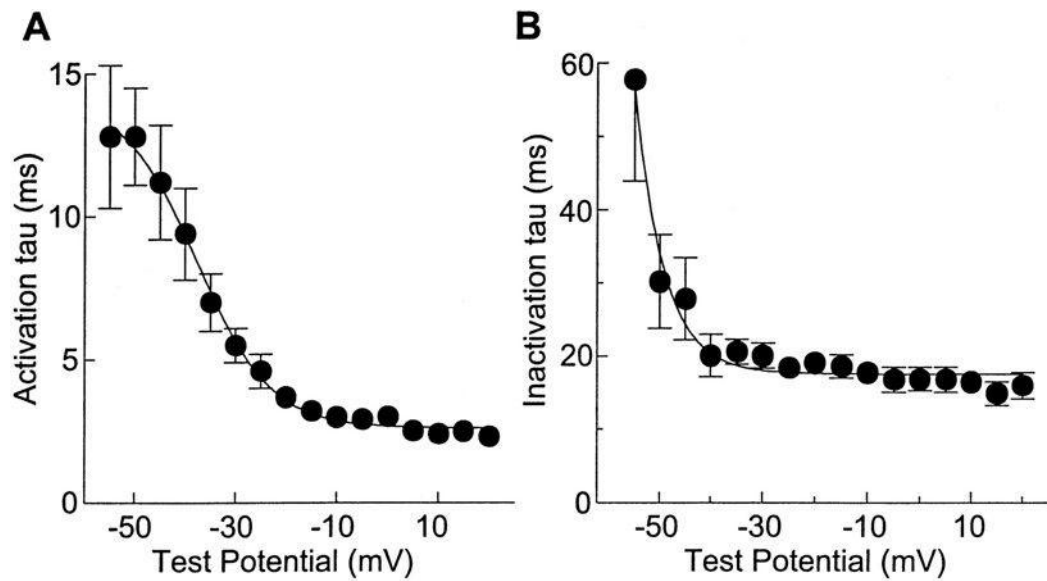 A
B
Activation tau (ms)
15
10
5
0
-50 -30 -10 10
Test Potential (mV)
Inactivation tau (ms)
60
40
20
0
-50 -30 -10 10
Test Potential (mV)